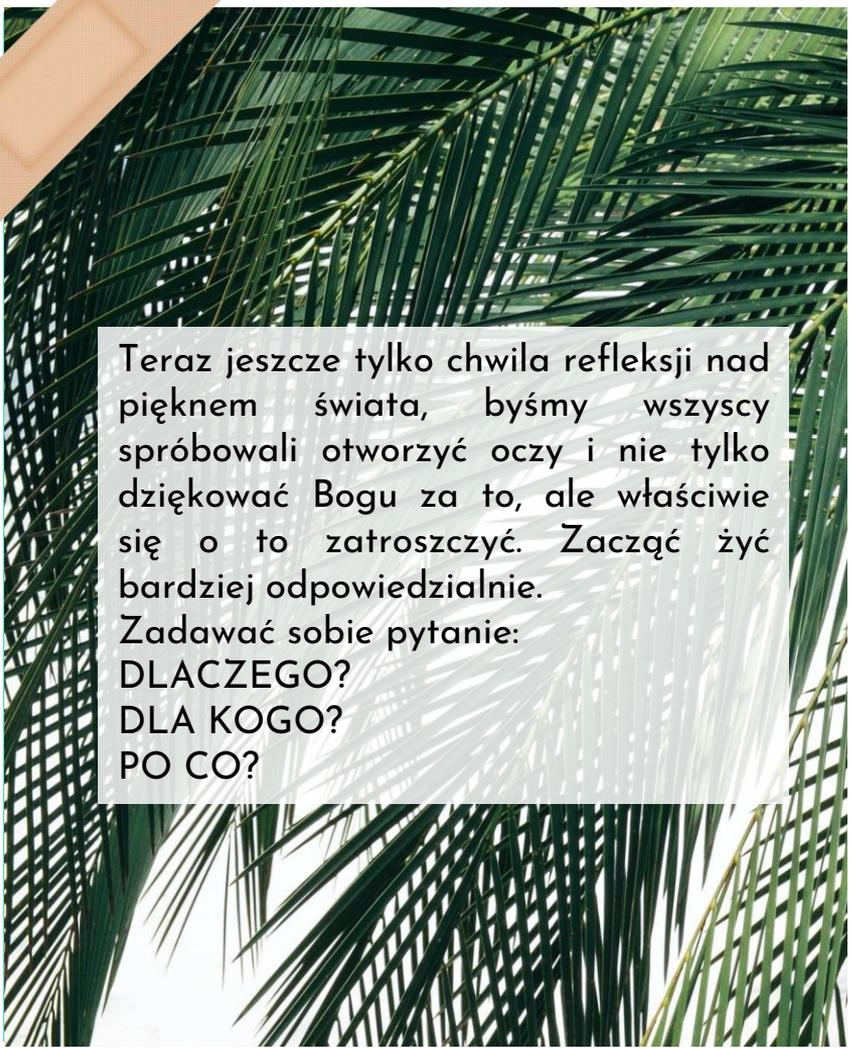 Teraz jeszcze tylko chwila refleksji nad
pięknem świata, byśmy wszyscy
spróbowali otworzyć oczy i nie tylko
dziękować Bogu za to, ale właściwie
się o to zatroszczyć. Zacząć żyć
bardziej odpowiedzialnie.
Zadawać sobie pytanie:
DLACZEGO?
DLA KOGO?
PO CO?